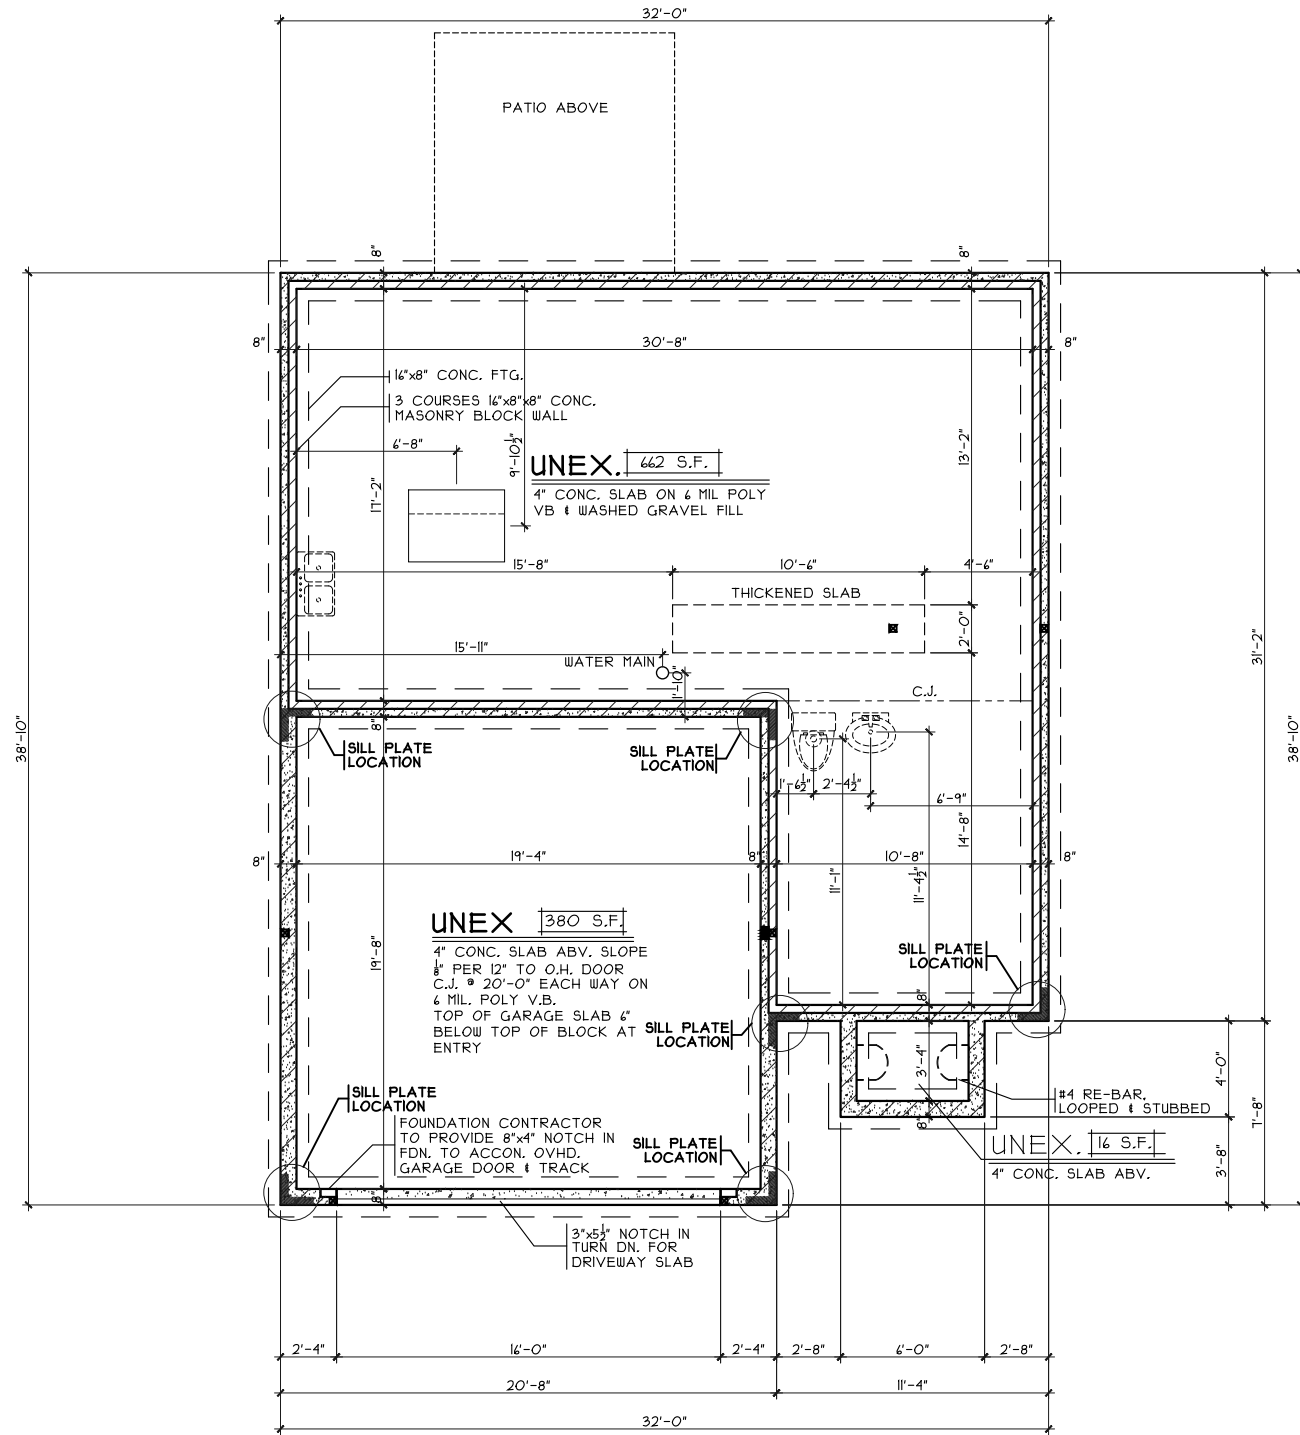 32'-0"
PATIO ABOVE
8"
8"
8"
30'-8"
8"
16"x8" CONC. FTG.
3 COURSES 16"x8"x8" CONC.
MASONRY BLOCK WALL
6'-8"
9'-10½"
13'-2"
17'-2"
UNEX. 662 S.F.
4" CONC. SLAB ON 6 MIL POLY
VB & WASHED GRAVEL FILL
15'-8"
10'-6"
4'-6"
THICKENED SLAB
2'-0"
15'-11"
WATER MAIN
1'-10"
C.J.
31'-2"
38'-10"
38'-10"
8"
SILL PLATE
LOCATION
SILL PLATE
LOCATION
1'-6½"
2'-4½"
6'-9"
14'-8"
8"
19'-4"
8"
10'-8"
8"
11'-1"
11'-4½"
UNEX 380 S.F.
4" CONC. SLAB ABV. SLOPE
⅛" PER 12" TO O.H. DOOR
C.J. @ 20'-0" EACH WAY ON
6 MIL. POLY V.B.
TOP OF GARAGE SLAB 6"
BELOW TOP OF BLOCK AT
ENTRY
19'-8"
SILL PLATE
LOCATION
8"
SILL PLATE
LOCATION
3'-4"
4'-0"
7'-8"
3'-8"
#4 RE-BAR.
LOOPED & STUBBED
8"
UNEX. 16 S.F.
4" CONC. SLAB ABV.
SILL PLATE
LOCATION
FOUNDATION CONTRACTOR
TO PROVIDE 8"x4" NOTCH IN
FDN. TO ACCON. OVHD.
GARAGE DOOR & TRACK
SILL PLATE
LOCATION
8"
3"x5½" NOTCH IN
TURN DN. FOR
DRIVEWAY SLAB
2'-4"
16'-0"
2'-4"
2'-8"
6'-0"
2'-8"
20'-8"
11'-4"
32'-0"